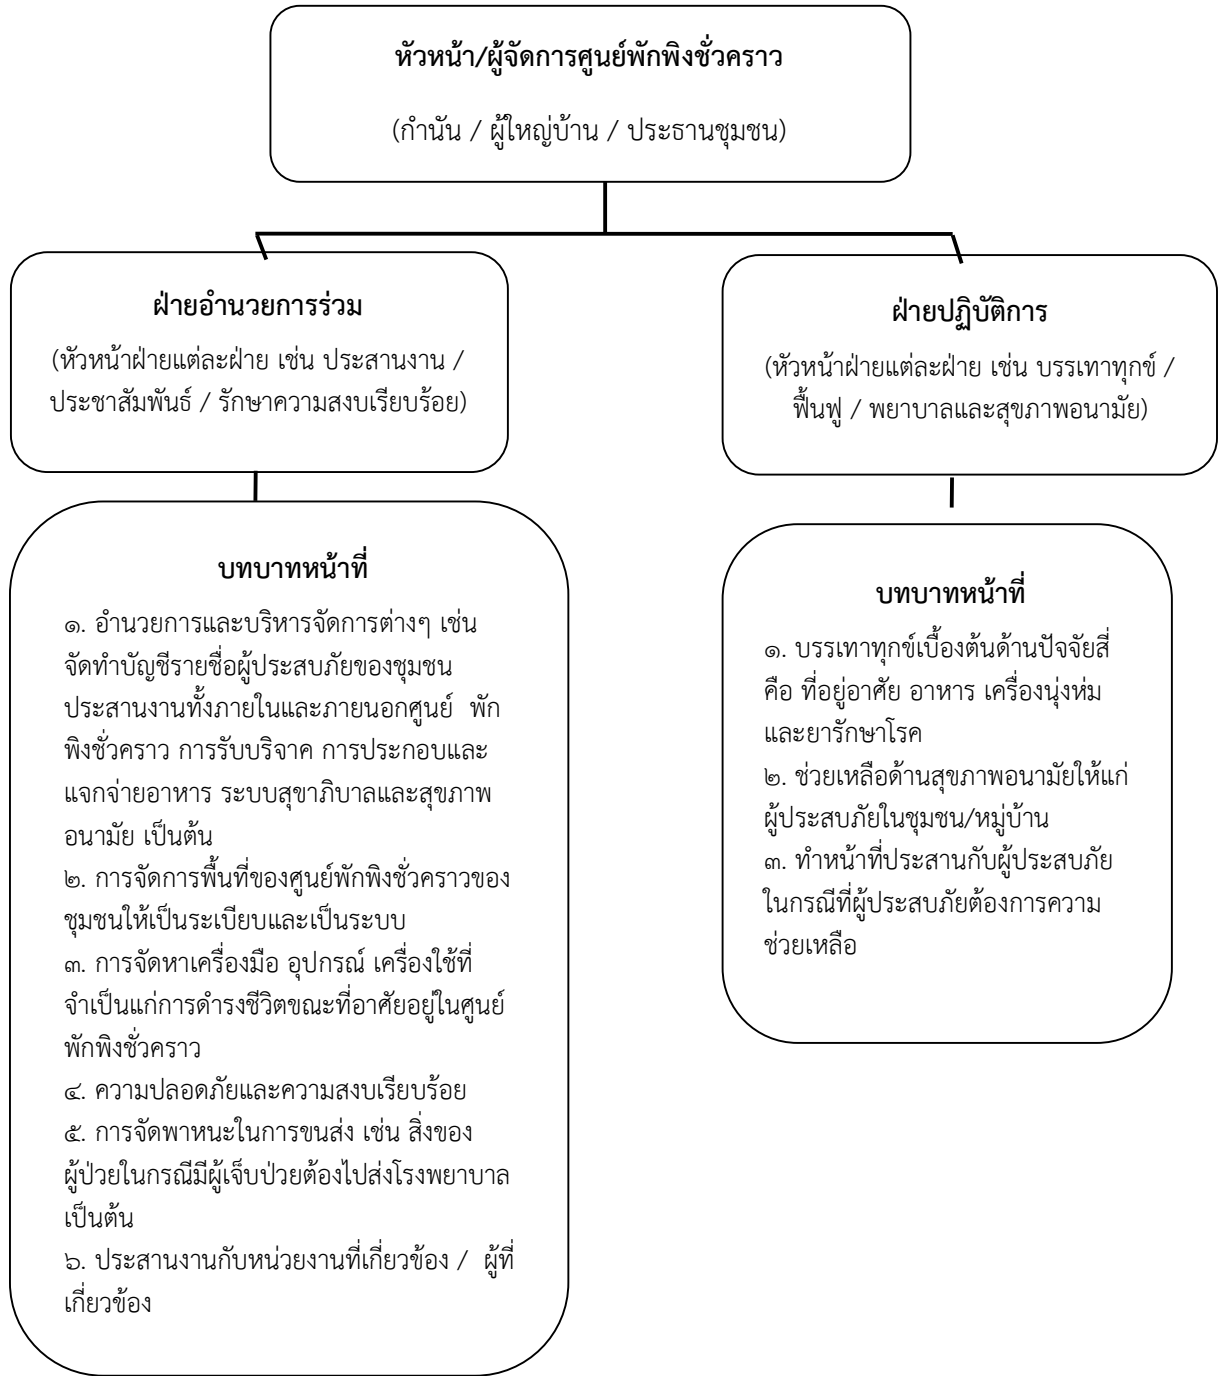 หัวหน้า/ผู้จัดการศูนย์พักพิงชั่วคราว
(กำนัน / ผู้ใหญ่บ้าน / ประธานชุมชน)
ฝ่ายอำนวยการร่วม
(หัวหน้าฝ่ายแต่ละฝ่าย เช่น ประสานงาน /
ประชาสัมพันธ์ / รักษาความสงบเรียบร้อย)
ฝ่ายปฏิบัติการ
(หัวหน้าฝ่ายแต่ละฝ่าย เช่น บรรเทาทุกข์ /
ฟื้นฟู / พยาบาลและสุขภาพอนามัย)
บทบาทหน้าที่
๑. อำนวยการและบริหารจัดการต่างๆ เช่น
จัดทำบัญชีรายชื่อผู้ประสบภัยของชุมชน
ประสานงานทั้งภายในและภายนอกศูนย์ พัก
พิงชั่วคราว การรับบริจาค การประกอบและ
แจกจ่ายอาหาร ระบบสุขาภิบาลและสุขภาพ
อนามัย เป็นต้น
๒. การจัดการพื้นที่ของศูนย์พักพิงชั่วคราวของ
ชุมชนให้เป็นระเบียบและเป็นระบบ
๓. การจัดหาเครื่องมือ อุปกรณ์ เครื่องใช้ที่
จำเป็นแก่การดำรงชีวิตขณะที่อาศัยอยู่ในศูนย์
พักพิงชั่วคราว
๔. ความปลอดภัยและความสงบเรียบร้อย
๕. การจัดพาหนะในการขนส่ง เช่น สิ่งของ
ผู้ป่วยในกรณีมีผู้เจ็บป่วยต้องไปส่งโรงพยาบาล
เป็นต้น
๖. ประสานงานกับหน่วยงานที่เกี่ยวข้อง / ผู้ที่
เกี่ยวข้อง
บทบาทหน้าที่
๑. บรรเทาทุกข์เบื้องต้นด้านปัจจัยสี่
คือ ที่อยู่อาศัย อาหาร เครื่องนุ่งห่ม
และยารักษาโรค
๒. ช่วยเหลือด้านสุขภาพอนามัยให้แก่
ผู้ประสบภัยในชุมชน/หมู่บ้าน
๓. ทำหน้าที่ประสานกับผู้ประสบภัย
ในกรณีที่ผู้ประสบภัยต้องการความ
ช่วยเหลือ